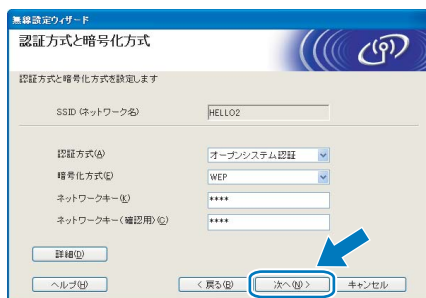 無線設定ウィザード
認証方式と暗号化方式
認証方式と暗号化方式を設定します
SSID (ネットワーク名) HELLO2
認証方式(A) オープンシステム認証
暗号化方式(E) WEP
ネットワークキー(K) ****
ネットワークキー(確認用)(C) ****
詳細(D)
ヘルプ(H) < 戻る(B) 次へ(N) > キャンセル